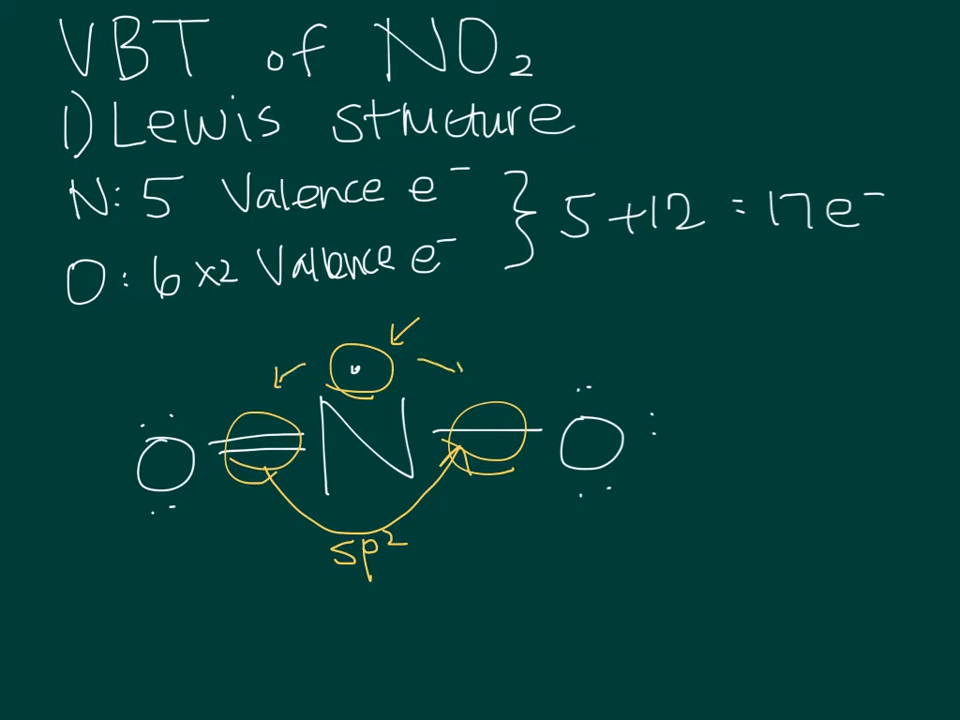 VBT of NO₂
1) Lewis structure
N: 5 Valence e⁻ } 5+12 = 17e⁻
O: 6 x2 Valence e⁻
O = N – O
sp²